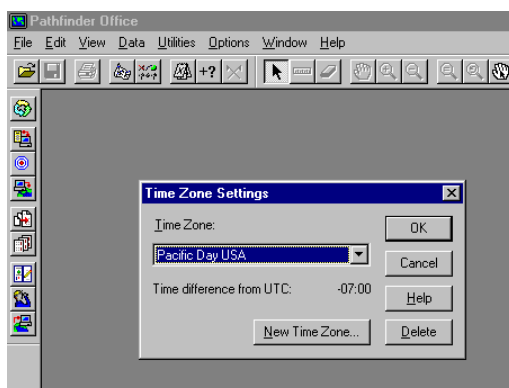 Pathfinder Office
File Edit View Data Utilities Options Window Help
+?
Time Zone Settings
Time Zone:
OK
Pacific Day USA
Cancel
Time difference from UTC: -07:00
Help
New Time Zone...
Delete